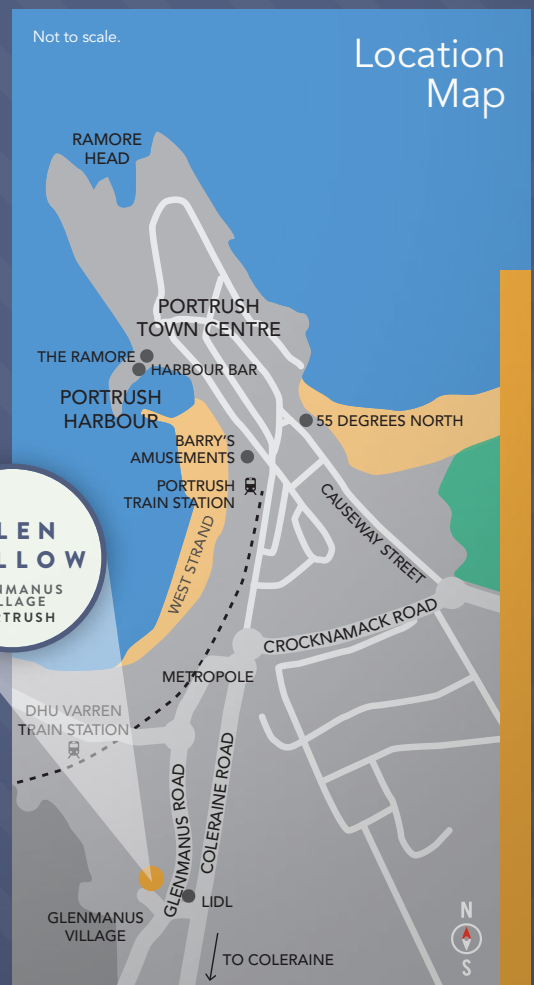 Not to scale.
Location
Map
RAMORE
HEAD
PORTRUSH
TOWN CENTRE
THE RAMORE
HARBOUR BAR
PORTRUSH
HARBOUR
55 DEGREES NORTH
BARRY'S
AMUSEMENTS
PORTRUSH
TRAIN STATION
CAUSEWAY STREET
WEST STRAND
CROCKNAMACK ROAD
METROPOLE
DHU VARREN
TRAIN STATION
GLENMANUS ROAD
COLERAINE ROAD
LIDL
GLENMANUS
VILLAGE
TO COLERAINE
N
S